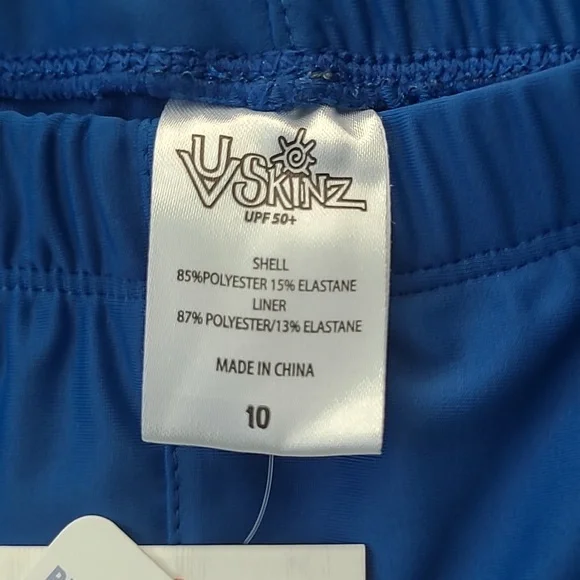 UV SKINZ
UPF 50+
SHELL
85%POLYESTER 15% ELASTANE
LINER
87% POLYESTER/13% ELASTANE
MADE IN CHINA
10